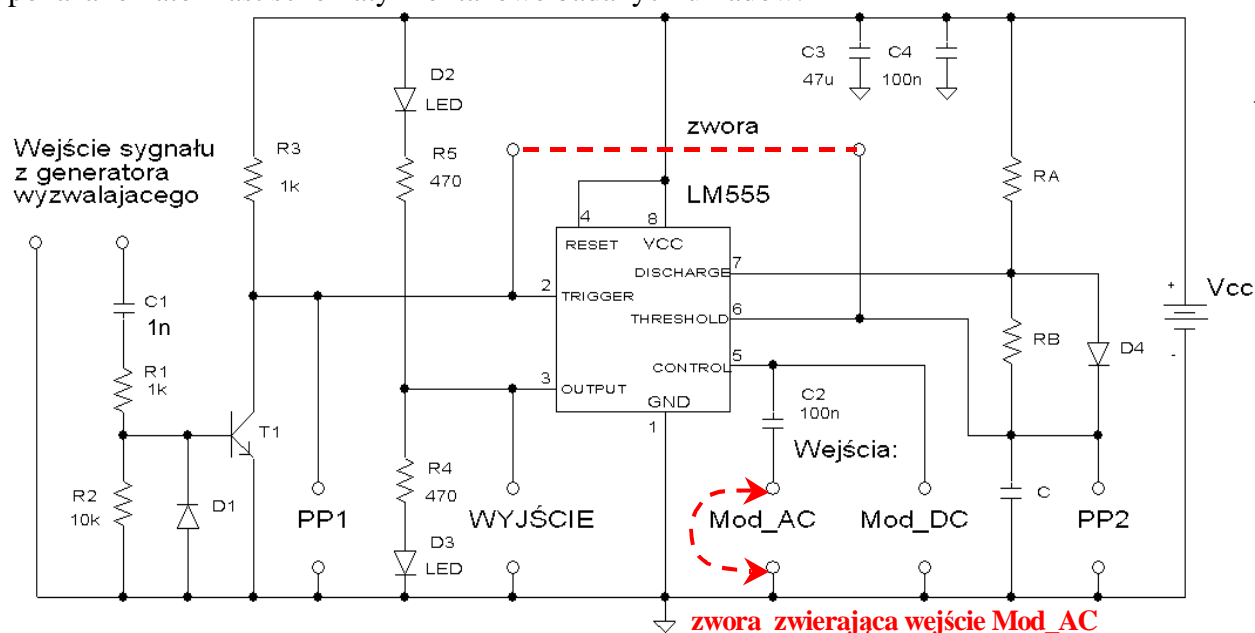 C3
47u
C4
100n
D2
LED
zwora
Wejście sygnału
z generatora
wyzwalajacego
R3
1k
R5
470
LM555
RA
4
8
RESET
VCC
DISCHARGE
7
2
TRIGGER
THRESHOLD
6
+
Vcc
-
C1
1n
RB
D4
R1
1k
CONTROL
5
3
OUTPUT
GND
1
C2
100n
T1
Wejścia:
R2
10k
D1
R4
470
C
PP1
WYJŚCIE
Mod_AC
Mod_DC
PP2
D3
LED
zwora zwierająca wejście Mod_AC